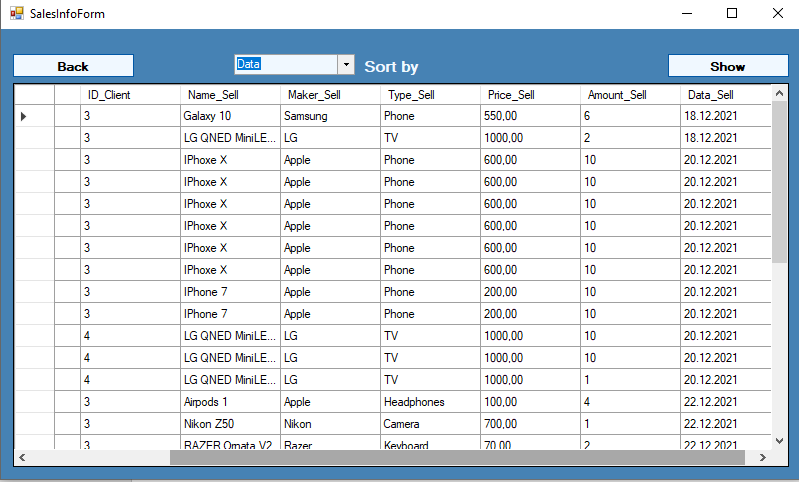 SalesInfoForm
Back Data Sort by Show
ID_Client Name_Sell Maker_Sell Type_Sell Price_Sell Amount_Sell Data_Sell
3 Galaxy 10 Samsung Phone 550,00 6 18.12.2021
3 LG QNED MiniLE... LG TV 1000,00 2 18.12.2021
3 IPhoxe X Apple Phone 600,00 10 20.12.2021
3 IPhoxe X Apple Phone 600,00 10 20.12.2021
3 IPhoxe X Apple Phone 600,00 10 20.12.2021
3 IPhoxe X Apple Phone 600,00 10 20.12.2021
3 IPhoxe X Apple Phone 600,00 10 20.12.2021
3 IPhoxe X Apple Phone 600,00 10 20.12.2021
3 IPhone 7 Apple Phone 200,00 10 20.12.2021
3 IPhone 7 Apple Phone 200,00 10 20.12.2021
4 LG QNED MiniLE... LG TV 1000,00 10 20.12.2021
4 LG QNED MiniLE... LG TV 1000,00 10 20.12.2021
4 LG QNED MiniLE... LG TV 1000,00 1 20.12.2021
3 Airpods 1 Apple Headphones 100,00 4 22.12.2021
3 Nikon Z50 Nikon Camera 700,00 1 22.12.2021
3 RAZER Ornata V2 Razer Keyboard 70,00 2 22.12.2021